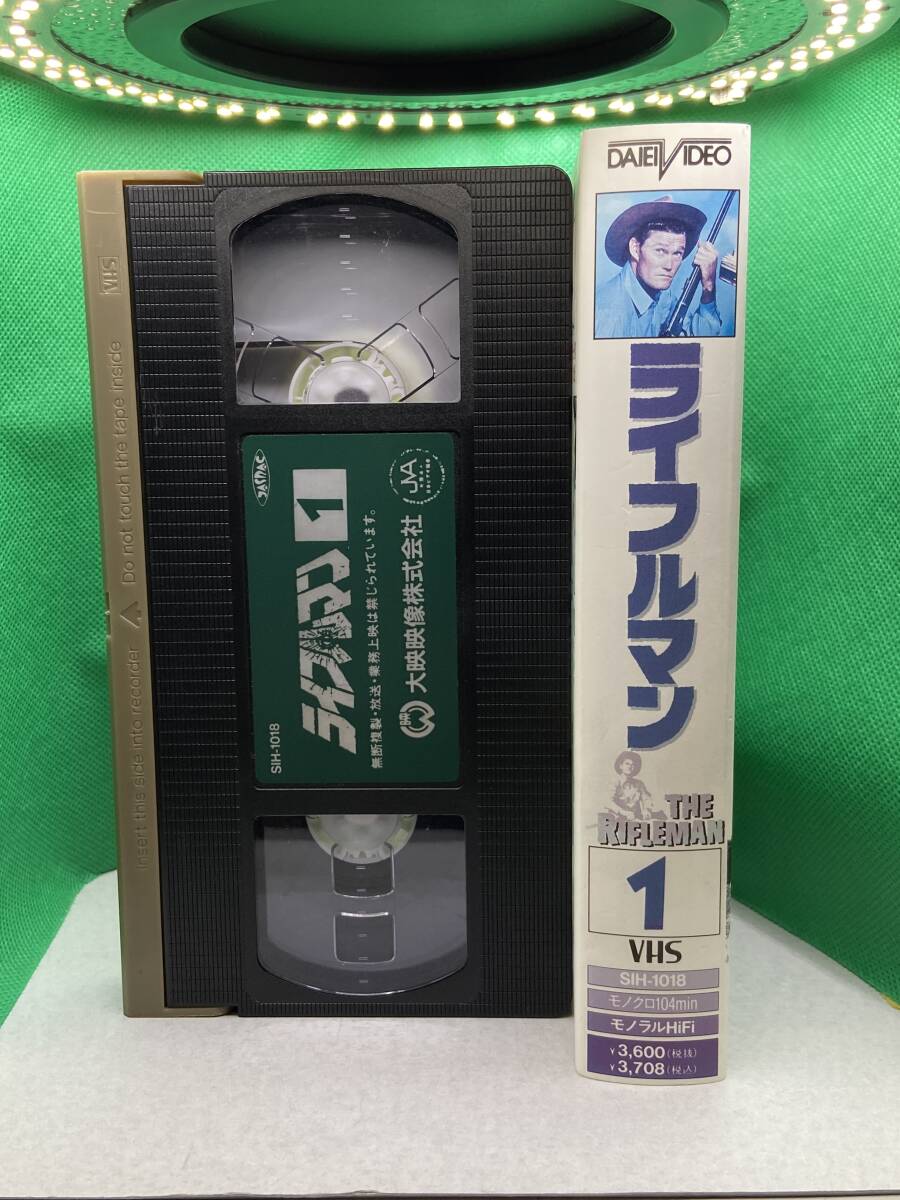 VHS
Do not touch the tape inside
Insert this side into recorder
JASRAC
ライフルマン 1
無断複製・放送・業務上映は禁じられています。
大映映像株式会社
SIH-1018
JVA
DAIEI VIDEO
ライフルマン
THE
RIFLEMAN
1
VHS
SIH-1018
モノクロ104min
モノラルHiFi
¥3,600(税抜)
¥3,708(税込)